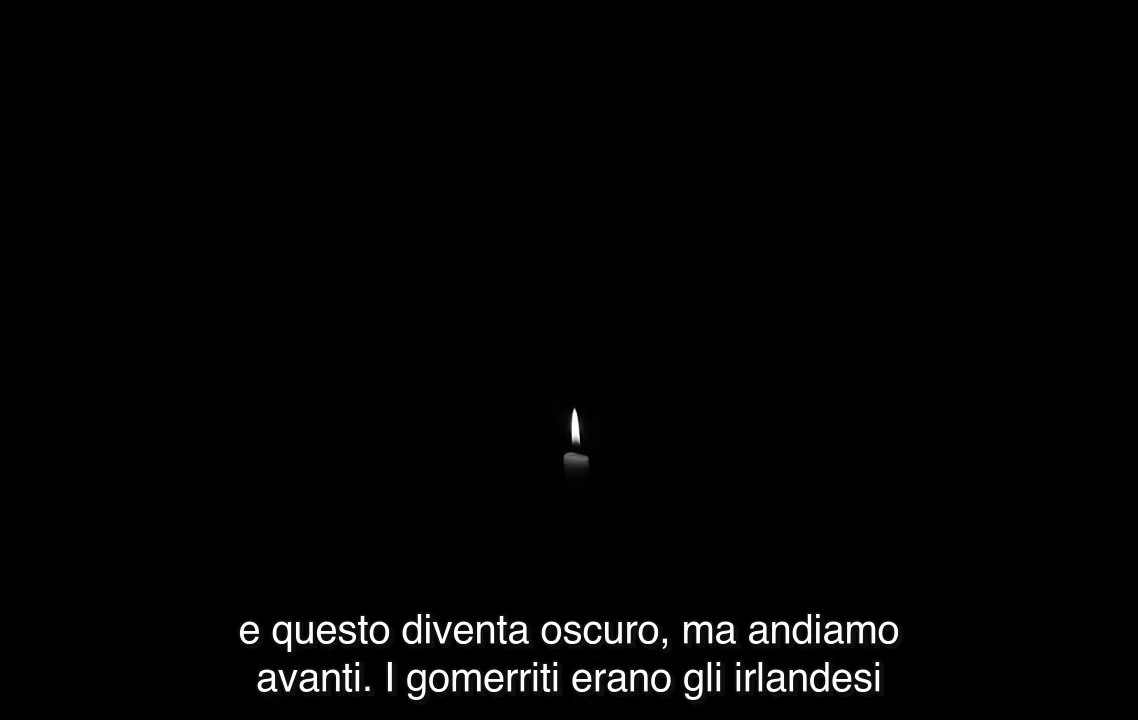 e questo diventa oscuro, ma andiamo
avanti. I gomerriti erano gli irlandesi